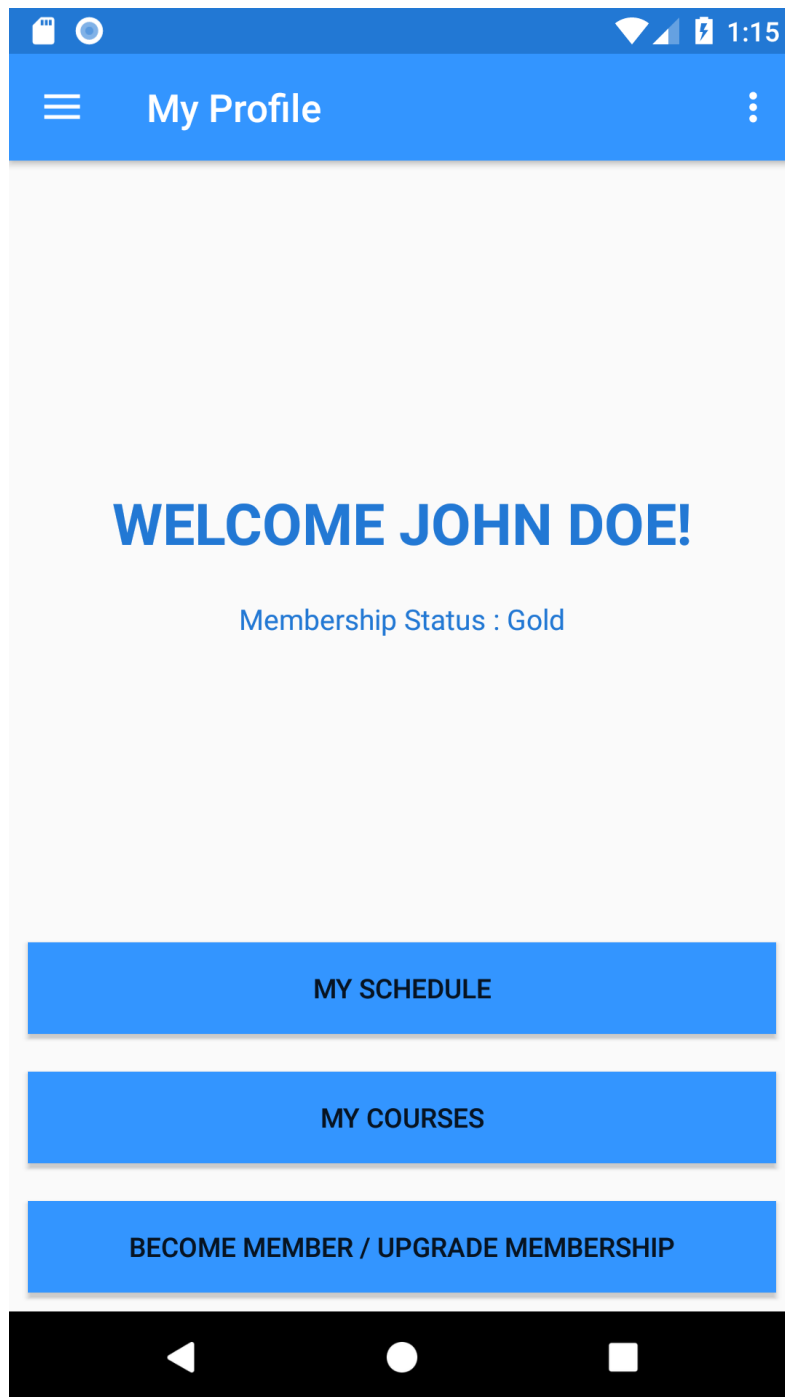 1:15
My Profile
WELCOME JOHN DOE!
Membership Status : Gold
MY SCHEDULE
MY COURSES
BECOME MEMBER / UPGRADE MEMBERSHIP